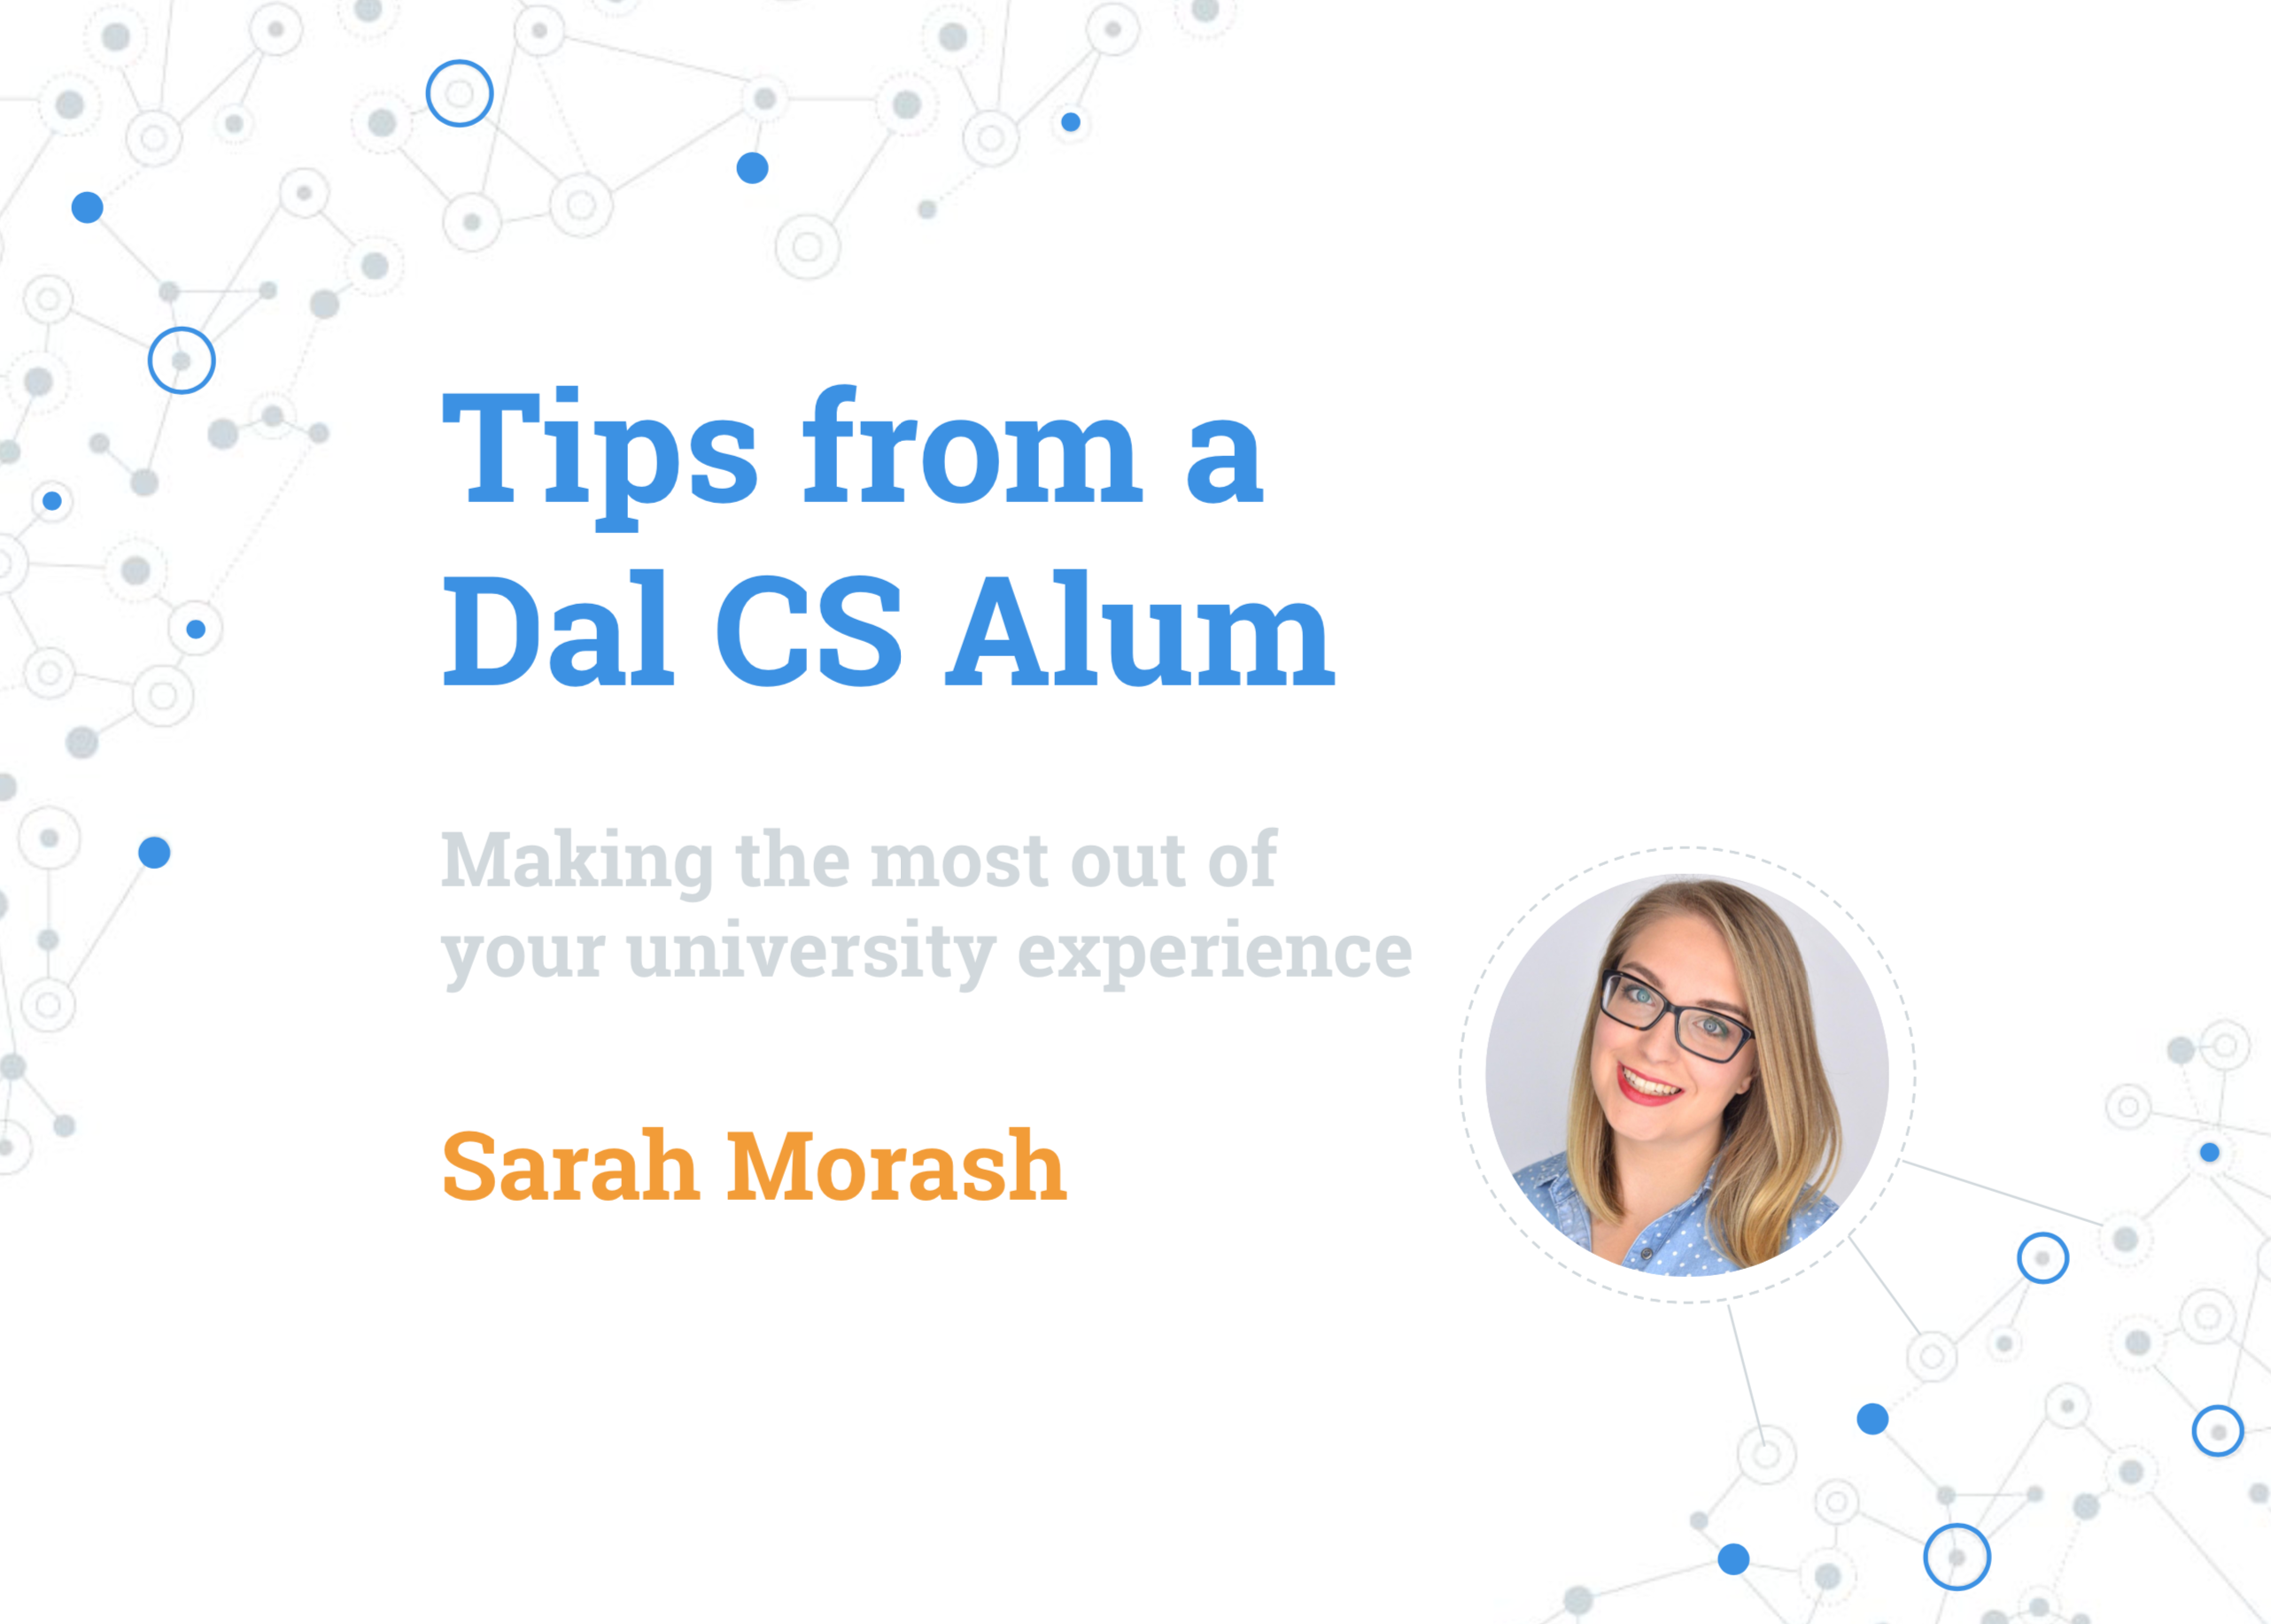 Tips from a
Dal CS Alum
Making the most out of
your university experience
Sarah Morash